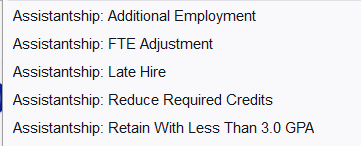 Assistantship: Additional Employment
Assistantship: FTE Adjustment
Assistantship: Late Hire
Assistantship: Reduce Required Credits
Assistantship: Retain With Less Than 3.0 GPA